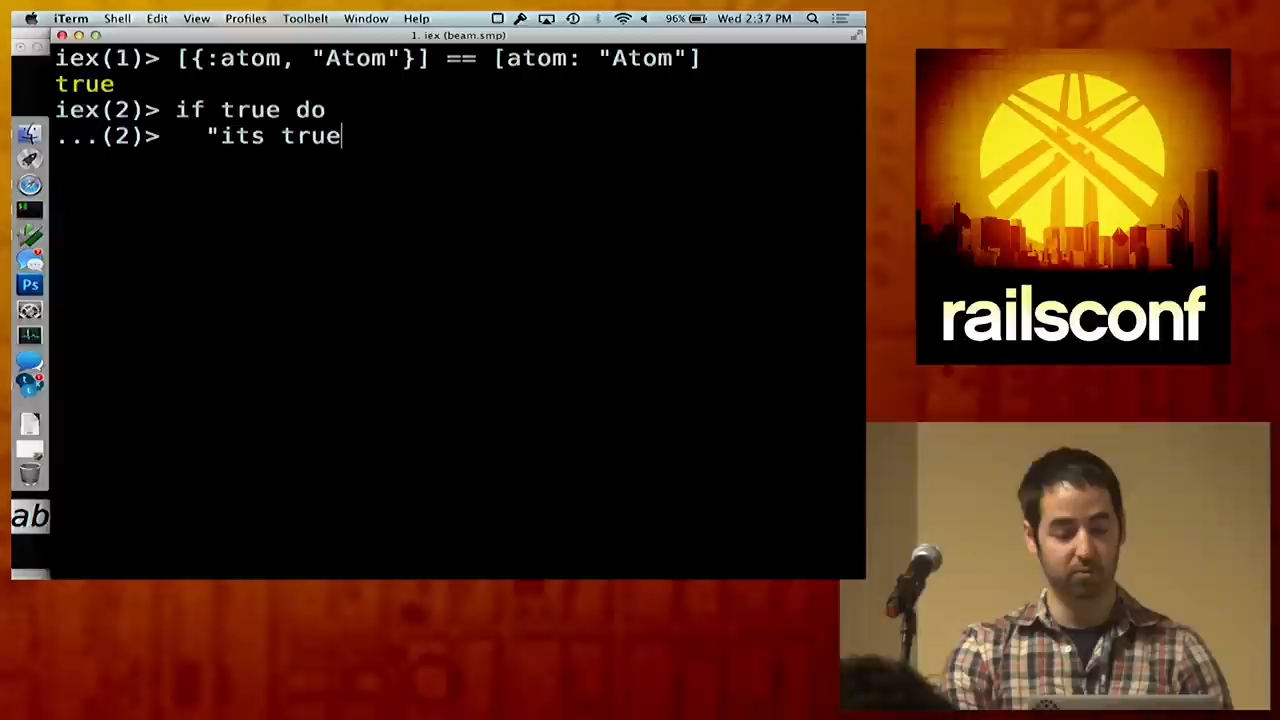 iTerm Shell Edit View Profiles Toolbelt Window Help 96% Wed 2:37 PM
1. iex (beam.smp)
iex(1)> [{:atom, "Atom"}] == [atom: "Atom"]
true
iex(2)> if true do
...(2)>   "its true
Ps
ab
railsconf